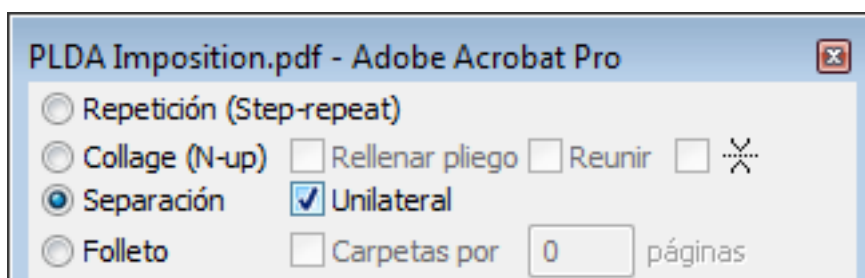 PLDA Imposition.pdf - Adobe Acrobat Pro
Repetición (Step-repeat)
Collage (N-up) Rellenar pliego Reunir
Separación Unilateral
Folleto Carpetas por 0 páginas